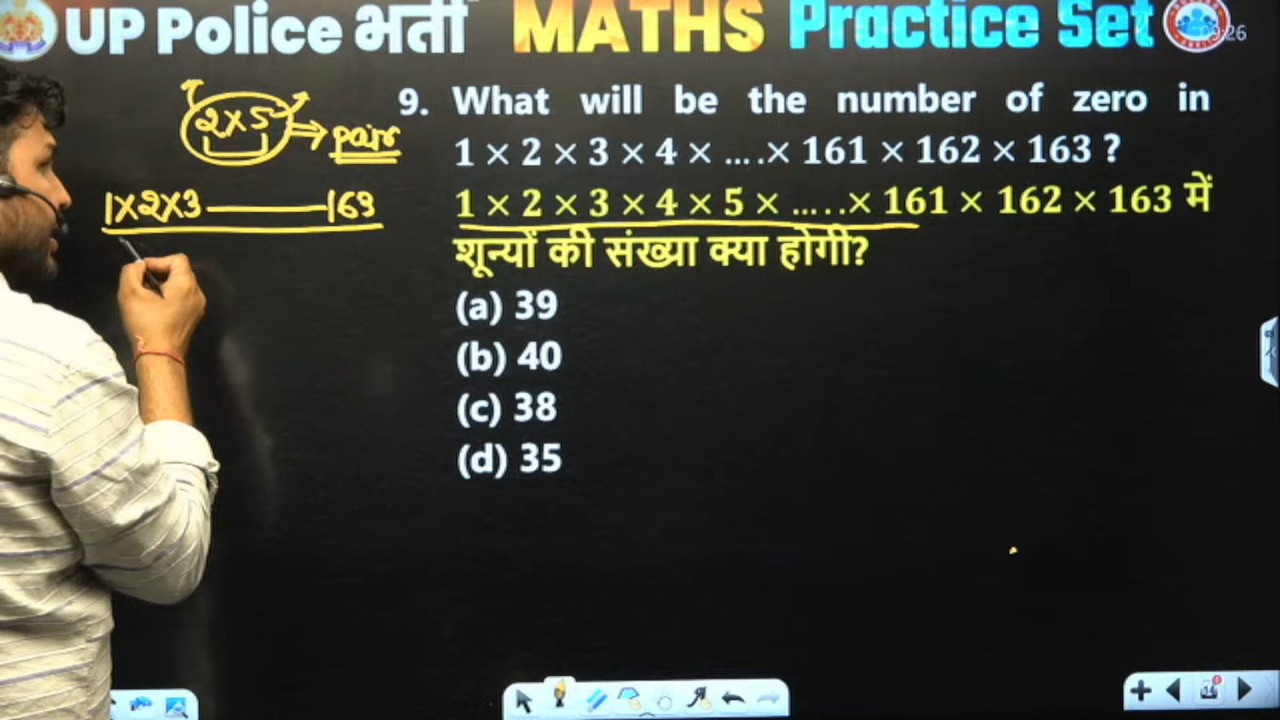 UP Police भर्ती MATHS Practice Set
2×5 ⇒ pairs
1×2×3 ——— 163
9. What will be the number of zero in
1 × 2 × 3 × 4 × .... × 161 × 162 × 163 ?
1 × 2 × 3 × 4 × 5 × ..... × 161 × 162 × 163 में
शून्यों की संख्या क्या होगी?
(a) 39
(b) 40
(c) 38
(d) 35